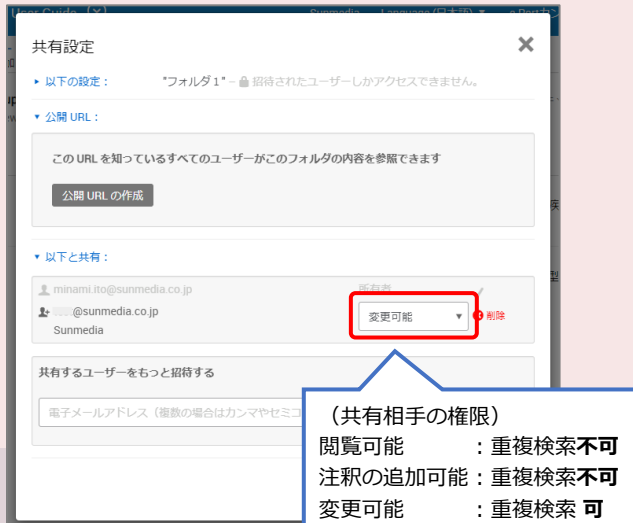 User Guide (X) Sunmedia Language (日本語) ▼
共有設定
以下の設定： "フォルダ１" – 招待されたユーザーしかアクセスできません。
公開 URL：
この URL を知っているすべてのユーザーがこのフォルダの内容を参照できます
公開 URL の作成
以下と共有：
minami.ito@sunmedia.co.jp 所有者
@sunmedia.co.jp 変更可能 削除
Sunmedia
共有するユーザーをもっと招待する
電子メールアドレス（複数の場合はカンマやセミコ
（共有相手の権限）
閲覧可能 ：重複検索不可
注釈の追加可能：重複検索不可
変更可能 ：重複検索 可